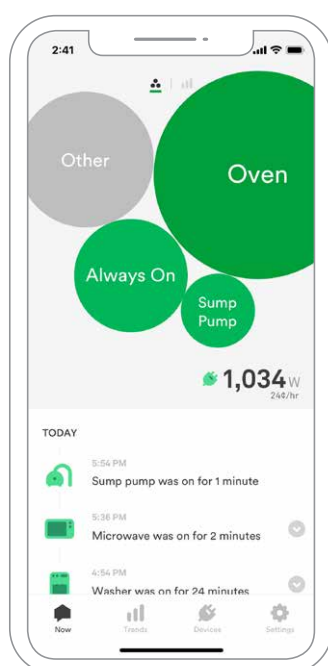 2:41
Other
Oven
Always On
Sump
Pump
1,034 W
24¢/hr
TODAY
5:54 PM
Sump pump was on for 1 minute
5:36 PM
Microwave was on for 2 minutes
4:54 PM
Washer was on for 24 minutes
Now
Trends
Devices
Settings